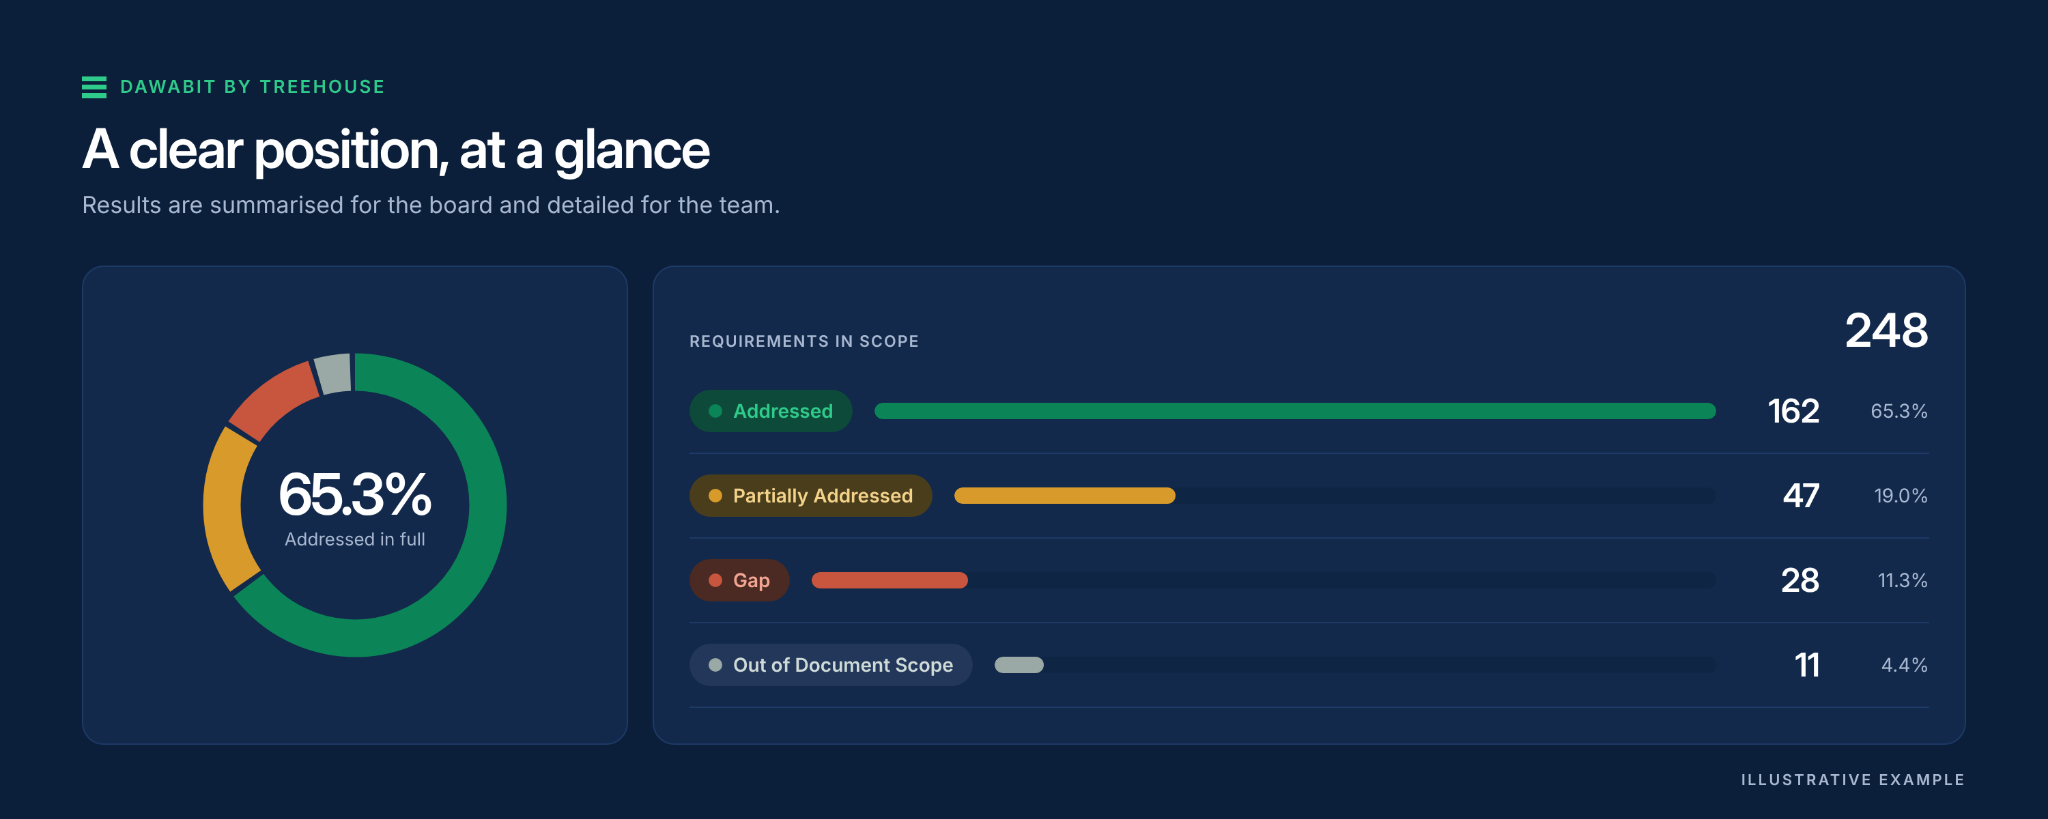 DAWABIT BY TREEHOUSE
A clear position, at a glance
Results are summarised for the board and detailed for the team.
65.3%
Addressed in full
REQUIREMENTS IN SCOPE 248
Addressed 162 65.3%
Partially Addressed 47 19.0%
Gap 28 11.3%
Out of Document Scope 11 4.4%
ILLUSTRATIVE EXAMPLE